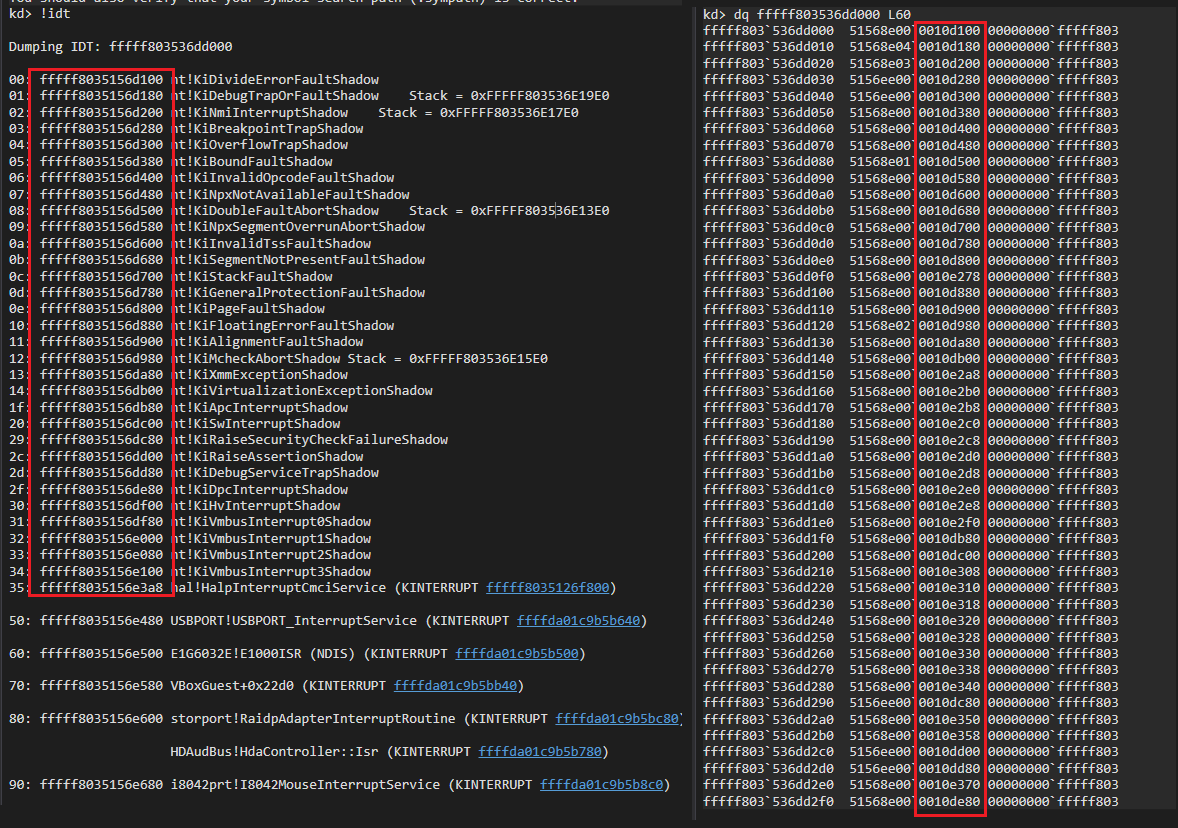 kd> !idt
Dumping IDT: fffff803536dd000
00: fffff8035156d100 nt!KiDivideErrorFaultShadow
01: fffff8035156d180 nt!KiDebugTrapOrFaultShadow    Stack = 0xFFFFF803536E19E0
02: fffff8035156d200 nt!KiNmiInterruptShadow    Stack = 0xFFFFF803536E17E0
03: fffff8035156d280 nt!KiBreakpointTrapShadow
04: fffff8035156d300 nt!KiOverflowTrapShadow
05: fffff8035156d380 nt!KiBoundFaultShadow
06: fffff8035156d400 nt!KiInvalidOpcodeFaultShadow
07: fffff8035156d480 nt!KiNpxNotAvailableFaultShadow
08: fffff8035156d500 nt!KiDoubleFaultAbortShadow    Stack = 0xFFFFF803536E13E0
09: fffff8035156d580 nt!KiNpxSegmentOverrunAbortShadow
0a: fffff8035156d600 nt!KiInvalidTssFaultShadow
0b: fffff8035156d680 nt!KiSegmentNotPresentFaultShadow
0c: fffff8035156d700 nt!KiStackFaultShadow
0d: fffff8035156d780 nt!KiGeneralProtectionFaultShadow
0e: fffff8035156d800 nt!KiPageFaultShadow
10: fffff8035156d880 nt!KiFloatingErrorFaultShadow
11: fffff8035156d900 nt!KiAlignmentFaultShadow
12: fffff8035156d980 nt!KiMcheckAbortShadow Stack = 0xFFFFF803536E15E0
13: fffff8035156da80 nt!KiXmmExceptionShadow
14: fffff8035156db00 nt!KiVirtualizationExceptionShadow
1f: fffff8035156db80 nt!KiApcInterruptShadow
20: fffff8035156dc00 nt!KiSwInterruptShadow
29: fffff8035156dc80 nt!KiRaiseSecurityCheckFailureShadow
2c: fffff8035156dd00 nt!KiRaiseAssertionShadow
2d: fffff8035156dd80 nt!KiDebugServiceTrapShadow
2f: fffff8035156de80 nt!KiDpcInterruptShadow
30: fffff8035156df00 nt!KiHvInterruptShadow
31: fffff8035156df80 nt!KiVmbusInterrupt0Shadow
32: fffff8035156e000 nt!KiVmbusInterrupt1Shadow
33: fffff8035156e080 nt!KiVmbusInterrupt2Shadow
34: fffff8035156e100 nt!KiVmbusInterrupt3Shadow
35: fffff8035156e3a8 hal!HalpInterruptCmciService (KINTERRUPT fffff8035126f800)
50: fffff8035156e480 USBPORT!USBPORT_InterruptService (KINTERRUPT ffffda01c9b5b640)
60: fffff8035156e500 E1G6032E!E1000ISR (NDIS) (KINTERRUPT ffffda01c9b5b500)
70: fffff8035156e580 VBoxGuest+0x22d0 (KINTERRUPT ffffda01c9b5bb40)
80: fffff8035156e600 storport!RaidpAdapterInterruptRoutine (KINTERRUPT ffffda01c9b5bc80)
HDAudBus!HdaController::Isr (KINTERRUPT ffffda01c9b5b780)
90: fffff8035156e680 i8042prt!I8042MouseInterruptService (KINTERRUPT ffffda01c9b5b8c0)
kd> dq fffff803536dd000 L60
fffff803`536dd000  51568e00`0010d100 00000000`fffff803
fffff803`536dd010  51568e04`0010d180 00000000`fffff803
fffff803`536dd020  51568e03`0010d200 00000000`fffff803
fffff803`536dd030  5156ee00`0010d280 00000000`fffff803
fffff803`536dd040  5156ee00`0010d300 00000000`fffff803
fffff803`536dd050  51568e00`0010d380 00000000`fffff803
fffff803`536dd060  51568e00`0010d400 00000000`fffff803
fffff803`536dd070  51568e00`0010d480 00000000`fffff803
fffff803`536dd080  51568e01`0010d500 00000000`fffff803
fffff803`536dd090  51568e00`0010d580 00000000`fffff803
fffff803`536dd0a0  51568e00`0010d600 00000000`fffff803
fffff803`536dd0b0  51568e00`0010d680 00000000`fffff803
fffff803`536dd0c0  51568e00`0010d700 00000000`fffff803
fffff803`536dd0d0  51568e00`0010d780 00000000`fffff803
fffff803`536dd0e0  51568e00`0010d800 00000000`fffff803
fffff803`536dd0f0  51568e00`0010e278 00000000`fffff803
fffff803`536dd100  51568e00`0010d880 00000000`fffff803
fffff803`536dd110  51568e00`0010d900 00000000`fffff803
fffff803`536dd120  51568e02`0010d980 00000000`fffff803
fffff803`536dd130  51568e00`0010da80 00000000`fffff803
fffff803`536dd140  51568e00`0010db00 00000000`fffff803
fffff803`536dd150  51568e00`0010e2a8 00000000`fffff803
fffff803`536dd160  51568e00`0010e2b0 00000000`fffff803
fffff803`536dd170  51568e00`0010e2b8 00000000`fffff803
fffff803`536dd180  51568e00`0010e2c0 00000000`fffff803
fffff803`536dd190  51568e00`0010e2c8 00000000`fffff803
fffff803`536dd1a0  51568e00`0010e2d0 00000000`fffff803
fffff803`536dd1b0  51568e00`0010e2d8 00000000`fffff803
fffff803`536dd1c0  51568e00`0010e2e0 00000000`fffff803
fffff803`536dd1d0  51568e00`0010e2e8 00000000`fffff803
fffff803`536dd1e0  51568e00`0010e2f0 00000000`fffff803
fffff803`536dd1f0  51568e00`0010db80 00000000`fffff803
fffff803`536dd200  51568e00`0010dc00 00000000`fffff803
fffff803`536dd210  51568e00`0010e308 00000000`fffff803
fffff803`536dd220  51568e00`0010e310 00000000`fffff803
fffff803`536dd230  51568e00`0010e318 00000000`fffff803
fffff803`536dd240  51568e00`0010e320 00000000`fffff803
fffff803`536dd250  51568e00`0010e328 00000000`fffff803
fffff803`536dd260  51568e00`0010e330 00000000`fffff803
fffff803`536dd270  51568e00`0010e338 00000000`fffff803
fffff803`536dd280  51568e00`0010e340 00000000`fffff803
fffff803`536dd290  5156ee00`0010dc80 00000000`fffff803
fffff803`536dd2a0  51568e00`0010e350 00000000`fffff803
fffff803`536dd2b0  51568e00`0010e358 00000000`fffff803
fffff803`536dd2c0  5156ee00`0010dd00 00000000`fffff803
fffff803`536dd2d0  5156ee00`0010dd80 00000000`fffff803
fffff803`536dd2e0  51568e00`0010e370 00000000`fffff803
fffff803`536dd2f0  51568e00`0010de80 00000000`fffff803